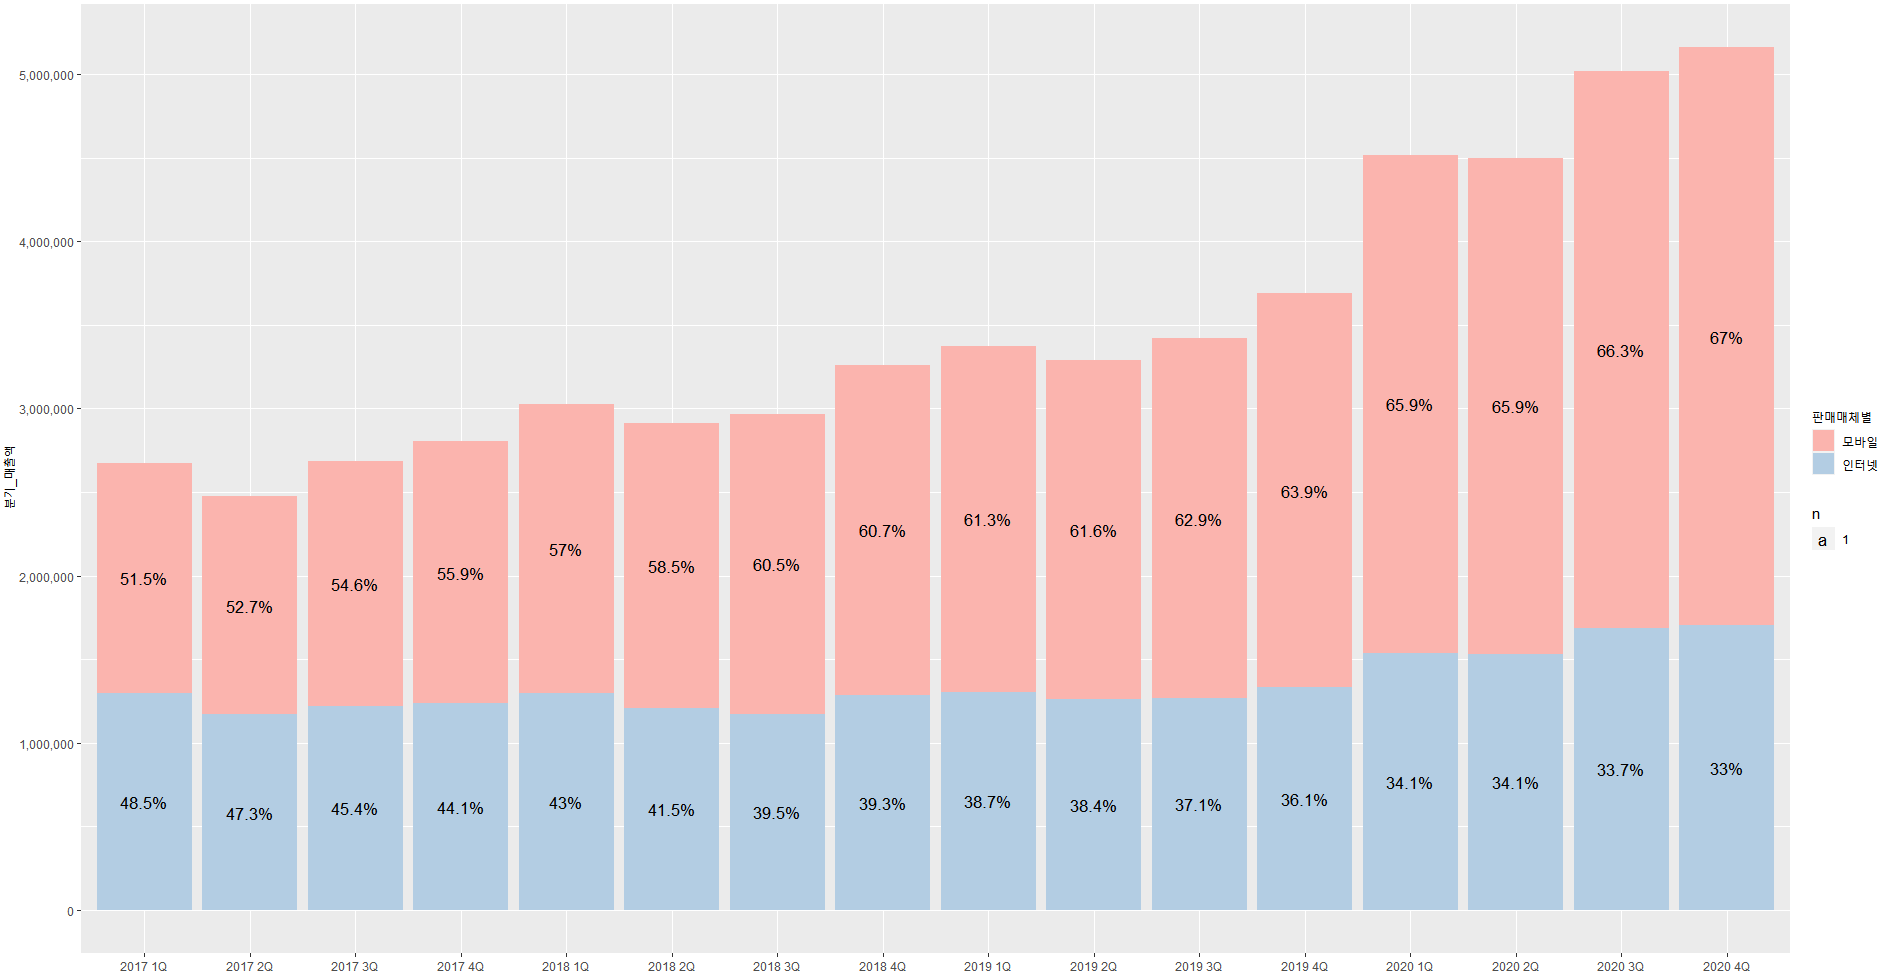 분기_매출액
5,000,000
4,000,000
3,000,000
2,000,000
1,000,000
0
51.5%
52.7%
54.6%
55.9%
57%
58.5%
60.5%
60.7%
61.3%
61.6%
62.9%
63.9%
65.9%
65.9%
66.3%
67%
48.5%
47.3%
45.4%
44.1%
43%
41.5%
39.5%
39.3%
38.7%
38.4%
37.1%
36.1%
34.1%
34.1%
33.7%
33%
2017 1Q
2017 2Q
2017 3Q
2017 4Q
2018 1Q
2018 2Q
2018 3Q
2018 4Q
2019 1Q
2019 2Q
2019 3Q
2019 4Q
2020 1Q
2020 2Q
2020 3Q
2020 4Q
판매매체별
모바일
인터넷
n
a 1